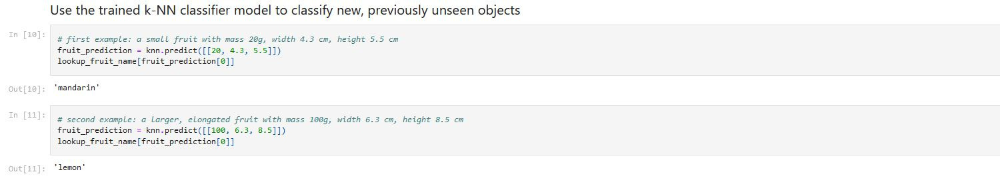 Use the trained k-NN classifier model to classify new, previously unseen objects
In [10]:
# first example: a small fruit with mass 20g, width 4.3 cm, height 5.5 cm
fruit_prediction = knn.predict([[20, 4.3, 5.5]])
lookup_fruit_name[fruit_prediction[0]]
Out[10]: 'mandarin'
In [11]:
# second example: a larger, elongated fruit with mass 100g, width 6.3 cm, height 8.5 cm
fruit_prediction = knn.predict([[100, 6.3, 8.5]])
lookup_fruit_name[fruit_prediction[0]]
Out[11]: 'lemon'